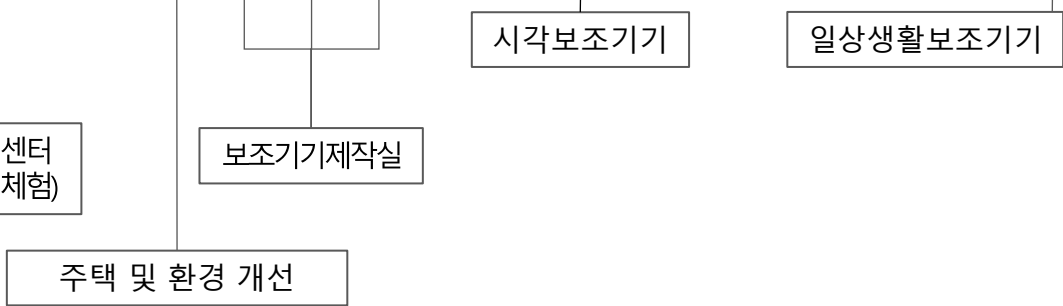 시각보조기기
일상생활보조기기
센터
체험)
보조기기제작실
주택 및 환경 개선